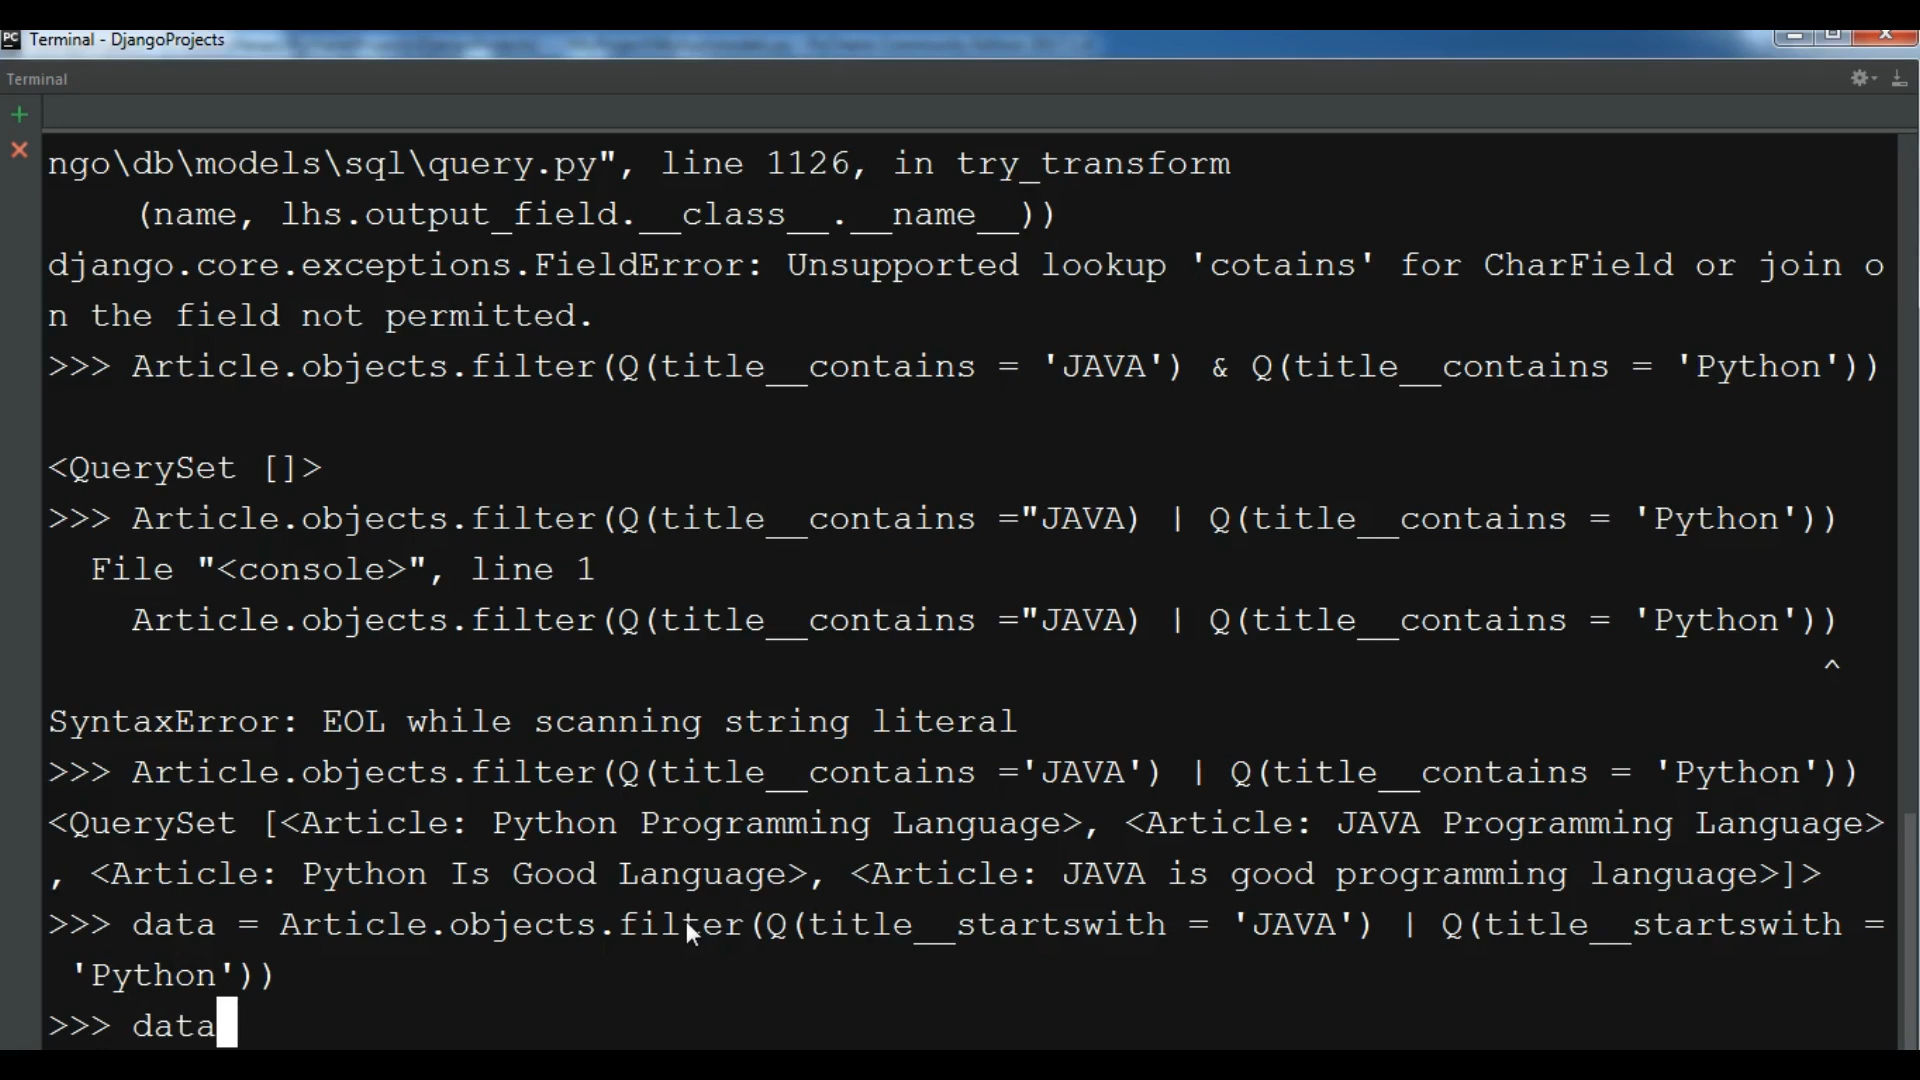 Terminal - DjangoProjects
Terminal
ngo\db\models\sql\query.py", line 1126, in try_transform
(name, lhs.output_field.__class__.__name__))
django.core.exceptions.FieldError: Unsupported lookup 'cotains' for CharField or join o
n the field not permitted.
>>> Article.objects.filter(Q(title__contains = 'JAVA') & Q(title__contains = 'Python'))
<QuerySet []>
>>> Article.objects.filter(Q(title__contains ="JAVA) | Q(title__contains = 'Python'))
File "<console>", line 1
Article.objects.filter(Q(title__contains ="JAVA) | Q(title__contains = 'Python'))
^
SyntaxError: EOL while scanning string literal
>>> Article.objects.filter(Q(title__contains ='JAVA') | Q(title__contains = 'Python'))
<QuerySet [<Article: Python Programming Language>, <Article: JAVA Programming Language>
, <Article: Python Is Good Language>, <Article: JAVA is good programming language>]>
>>> data = Article.objects.filter(Q(title__startswith = 'JAVA') | Q(title__startswith =
'Python'))
>>> data